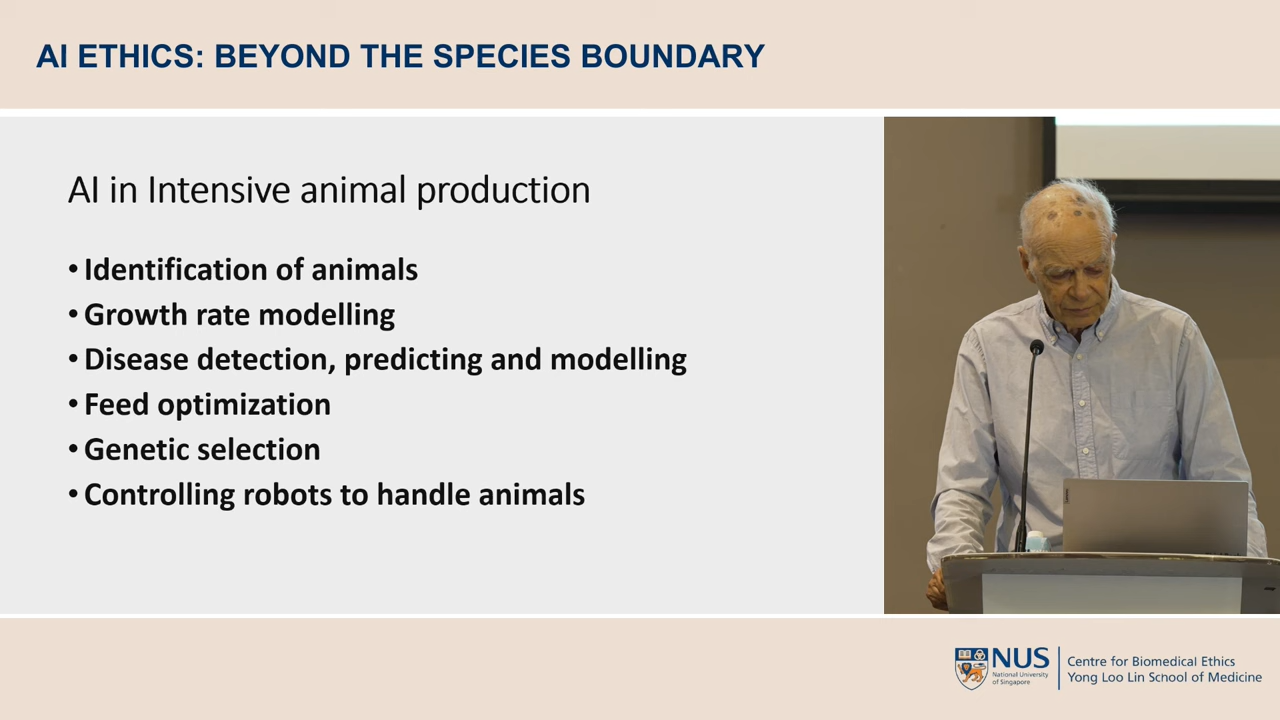 AI ETHICS: BEYOND THE SPECIES BOUNDARY
AI in Intensive animal production
• Identification of animals
• Growth rate modelling
• Disease detection, predicting and modelling
• Feed optimization
• Genetic selection
• Controlling robots to handle animals
NUS
National University
of Singapore
Centre for Biomedical Ethics
Yong Loo Lin School of Medicine